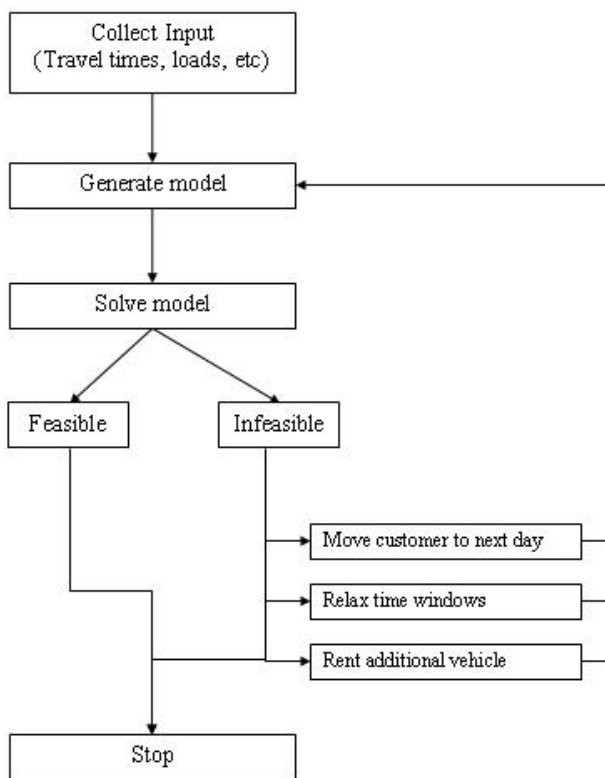 Collect Input
(Travel times, loads, etc)
Generate model
Solve model
Feasible
Infeasible
Move customer to next day
Relax time windows
Rent additional vehicle
Stop